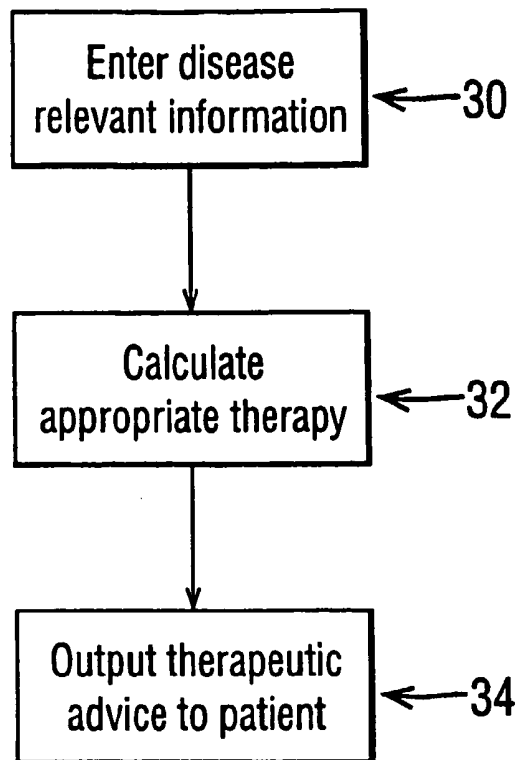 Enter disease
relevant information
30
Calculate
appropriate therapy
32
Output therapeutic
advice to patient
34